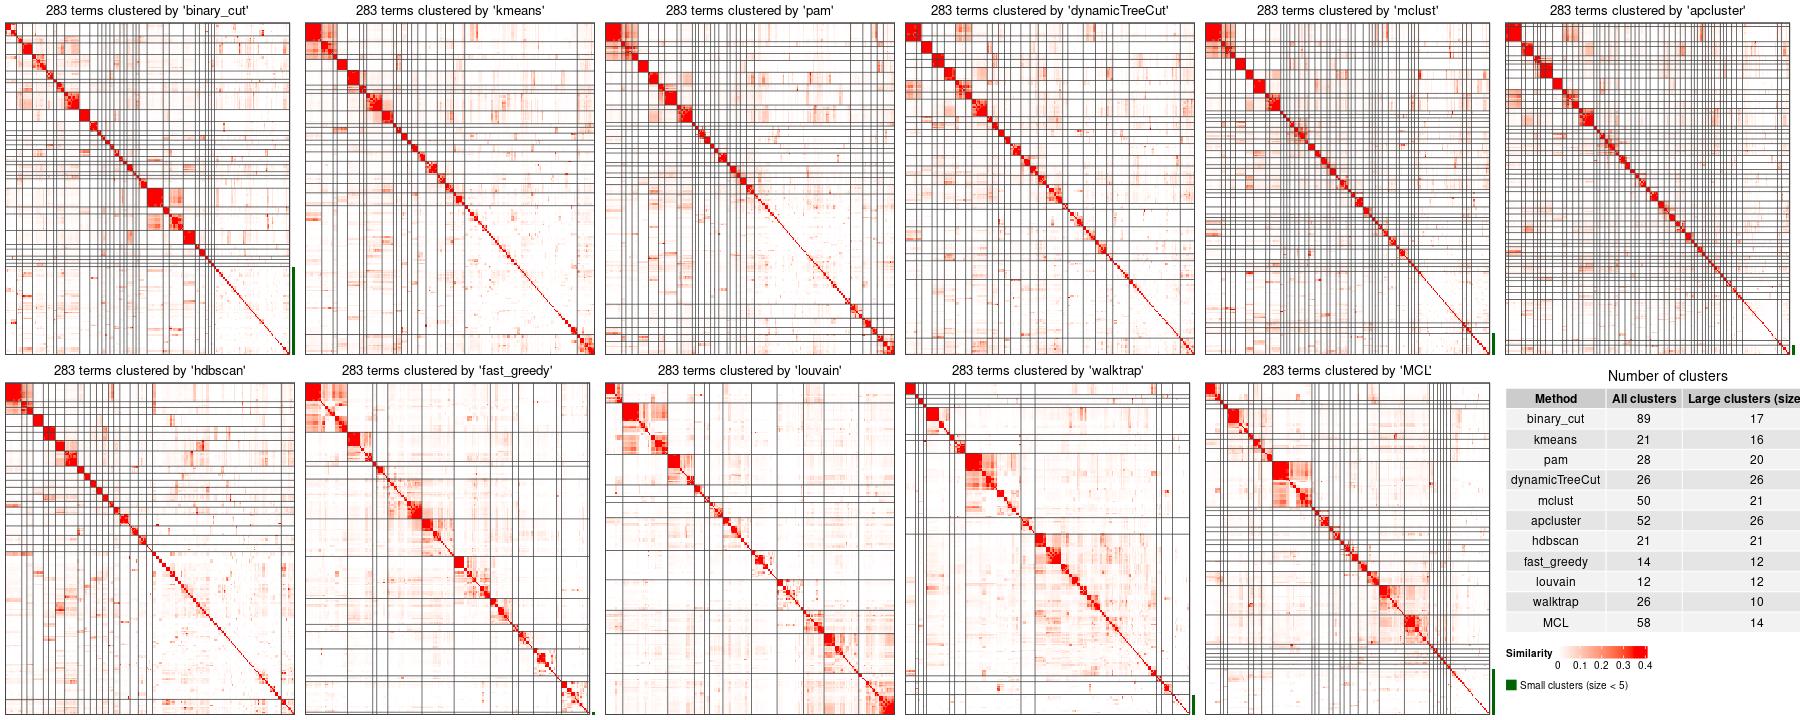 283 terms clustered by 'binary_cut'
283 terms clustered by 'kmeans'
283 terms clustered by 'pam'
283 terms clustered by 'dynamicTreeCut'
283 terms clustered by 'mclust'
283 terms clustered by 'apcluster'
283 terms clustered by 'hdbscan'
283 terms clustered by 'fast_greedy'
283 terms clustered by 'louvain'
283 terms clustered by 'walktrap'
283 terms clustered by 'MCL'
Number of clusters
Method All clusters Large clusters (size
binary_cut 89 17
kmeans 21 16
pam 28 20
dynamicTreeCut 26 26
mclust 50 21
apcluster 52 26
hdbscan 21 21
fast_greedy 14 12
louvain 12 12
walktrap 26 10
MCL 58 14
Similarity
0 0.1 0.2 0.3 0.4
Small clusters (size < 5)